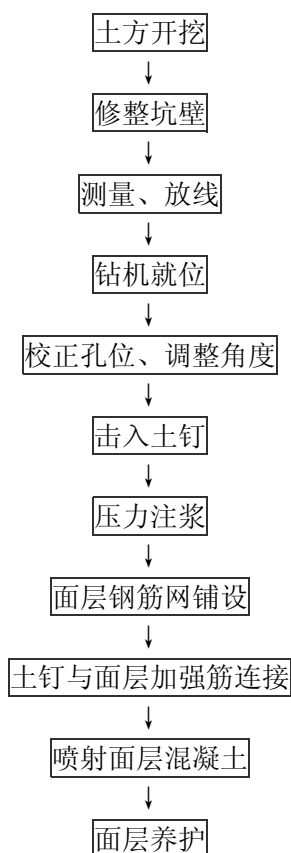 土方开挖
修整坑壁
测量、放线
钻机就位
校正孔位、调整角度
击入土钉
压力注浆
面层钢筋网铺设
土钉与面层加强筋连接
喷射面层混凝土
面层养护